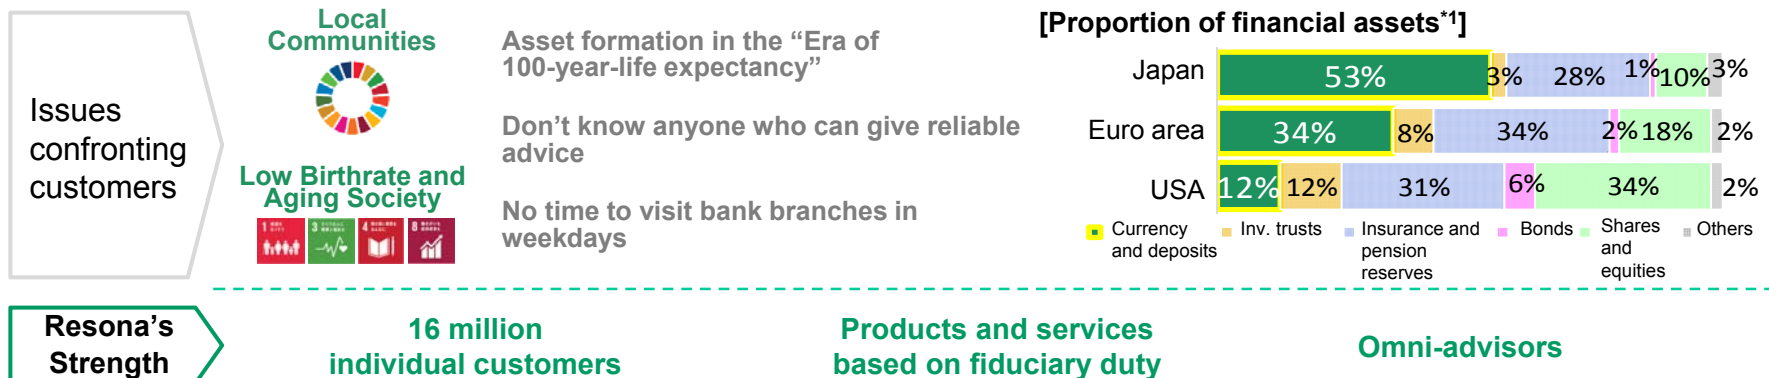 Issues
confronting
customers
Local
Communities
Low Birthrate and
Aging Society
1
3
4
8
Asset formation in the “Era of
100-year-life expectancy”
Don’t know anyone who can give reliable
advice
No time to visit bank branches in
weekdays
[Proportion of financial assets*1]
Japan
53%
3%
28%
1%
10%
3%
Euro area
34%
8%
34%
2%
18%
2%
USA
12%
12%
31%
6%
34%
2%
Currency
and deposits
Inv. trusts
Insurance and
pension
reserves
Bonds
Shares
and
equities
Others
Resona’s
Strength
16 million
individual customers
Products and services
based on fiduciary duty
Omni-advisors